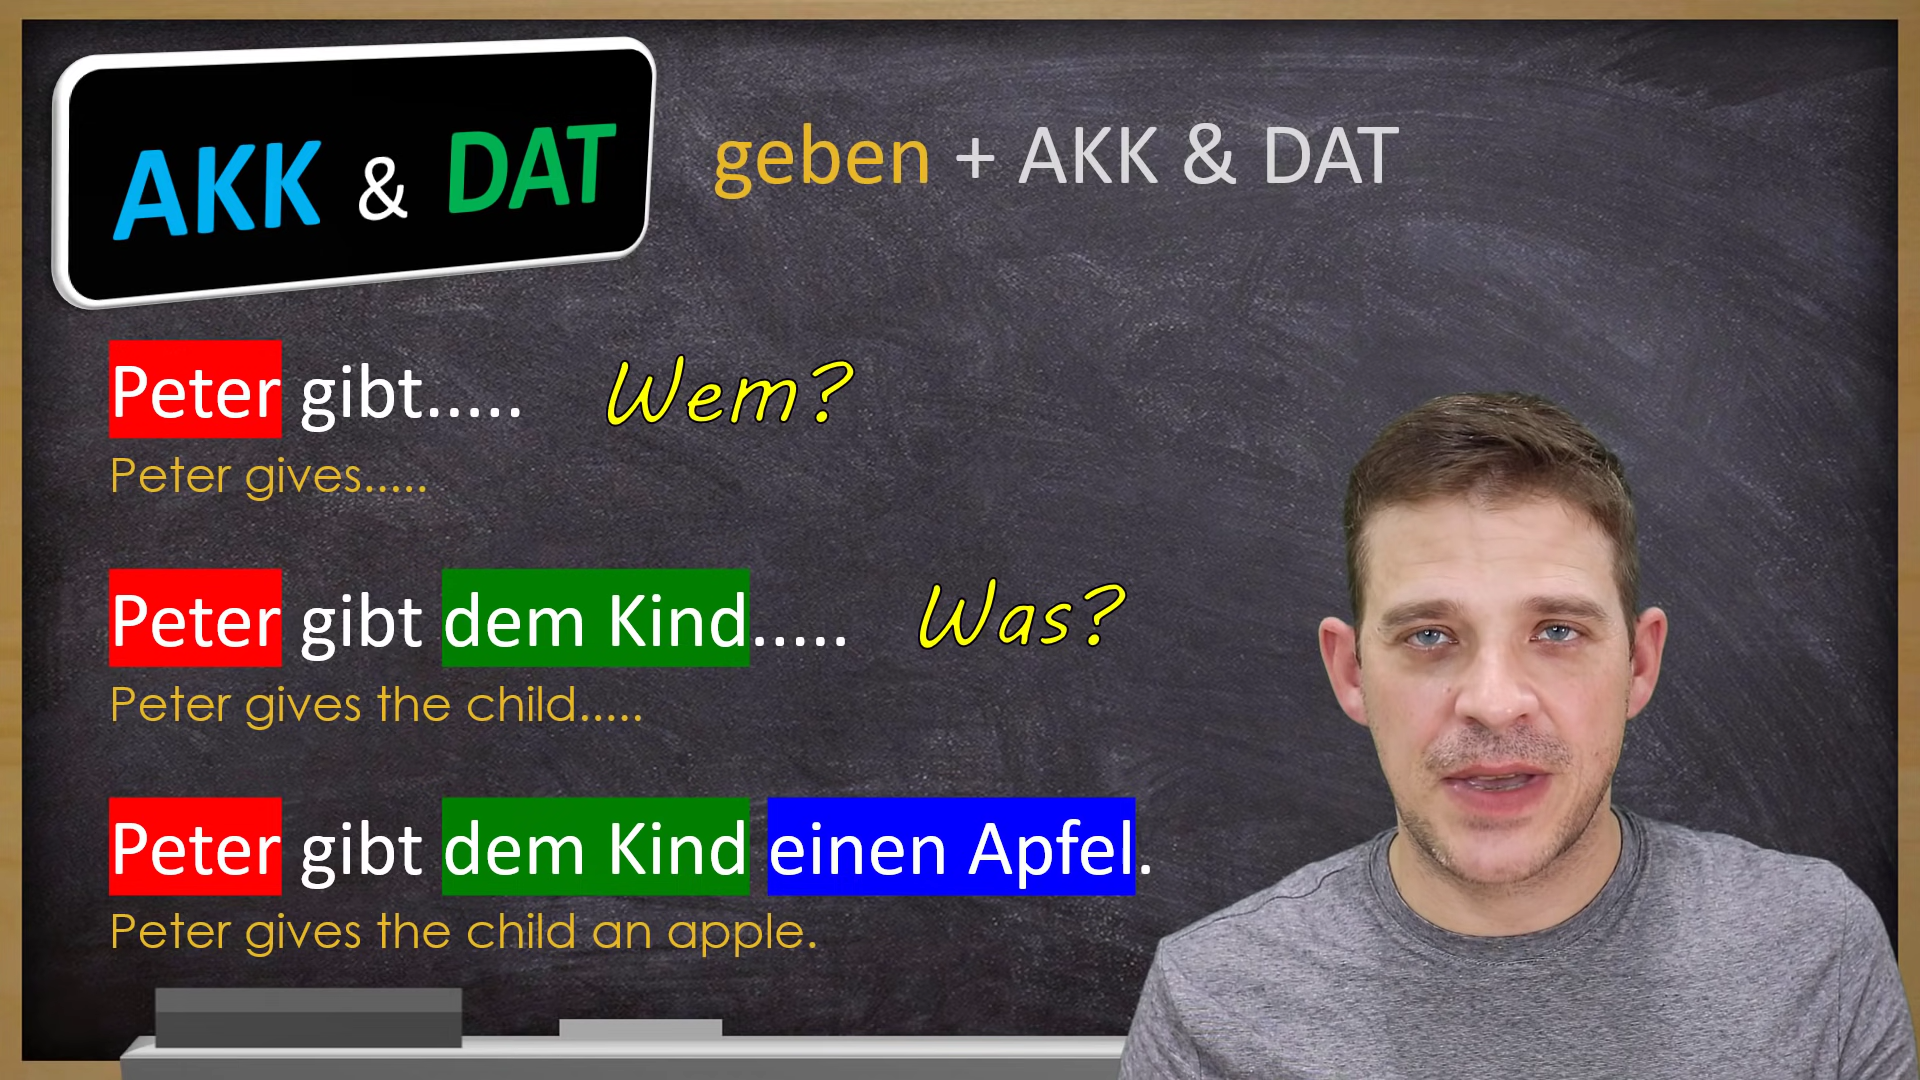 AKK & DAT
geben + AKK & DAT
Peter gibt..... Wem?
Peter gives.....
Peter gibt dem Kind..... Was?
Peter gives the child.....
Peter gibt dem Kind einen Apfel.
Peter gives the child an apple.